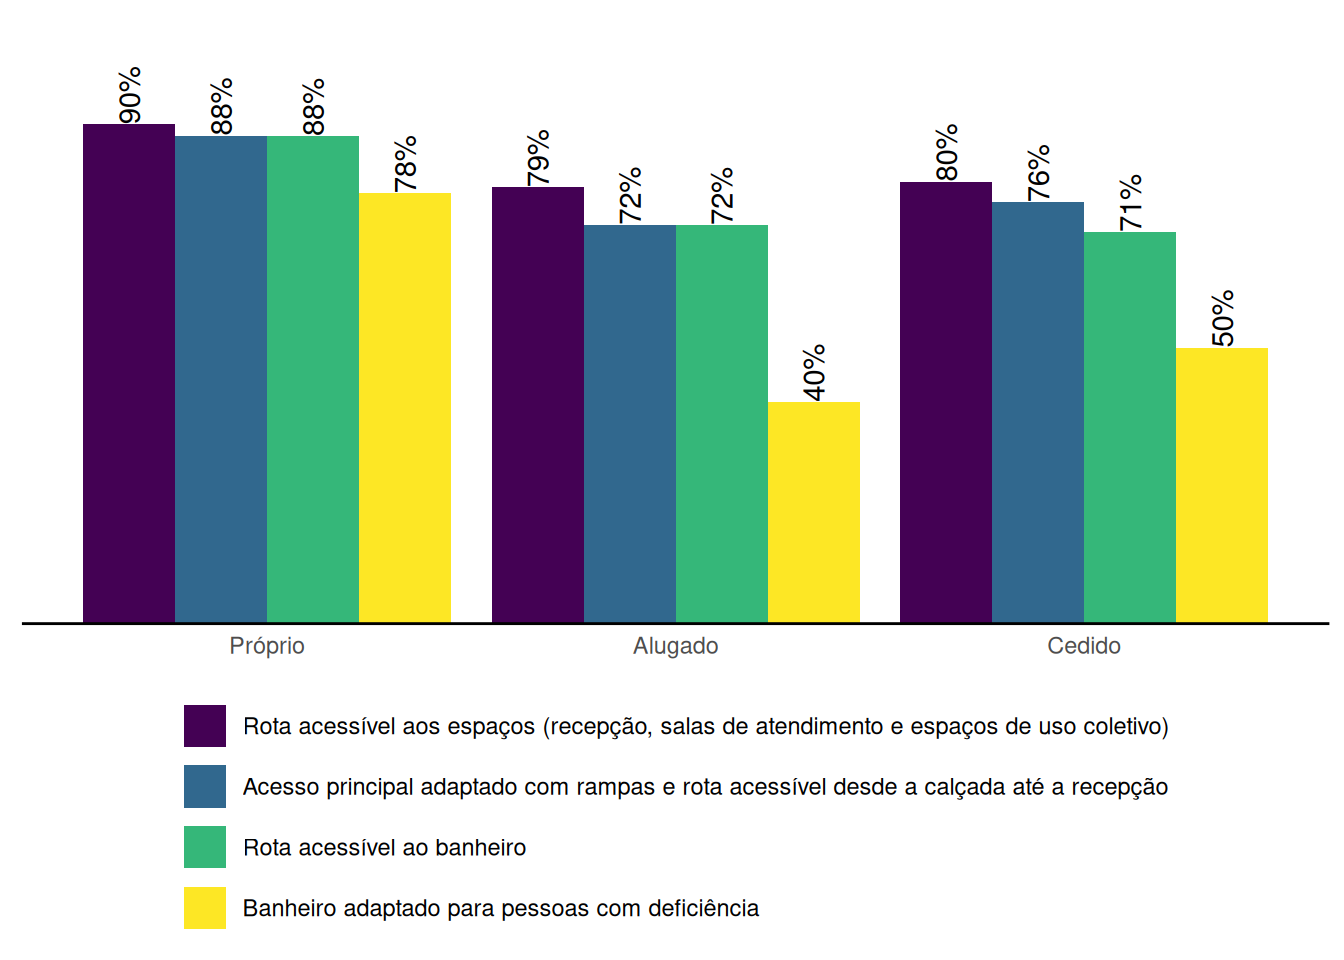 90%
88%
88%
78%
79%
72%
72%
40%
80%
76%
71%
50%
Próprio
Alugado
Cedido
Rota acessível aos espaços (recepção, salas de atendimento e espaços de uso coletivo)
Acesso principal adaptado com rampas e rota acessível desde a calçada até a recepção
Rota acessível ao banheiro
Banheiro adaptado para pessoas com deficiência